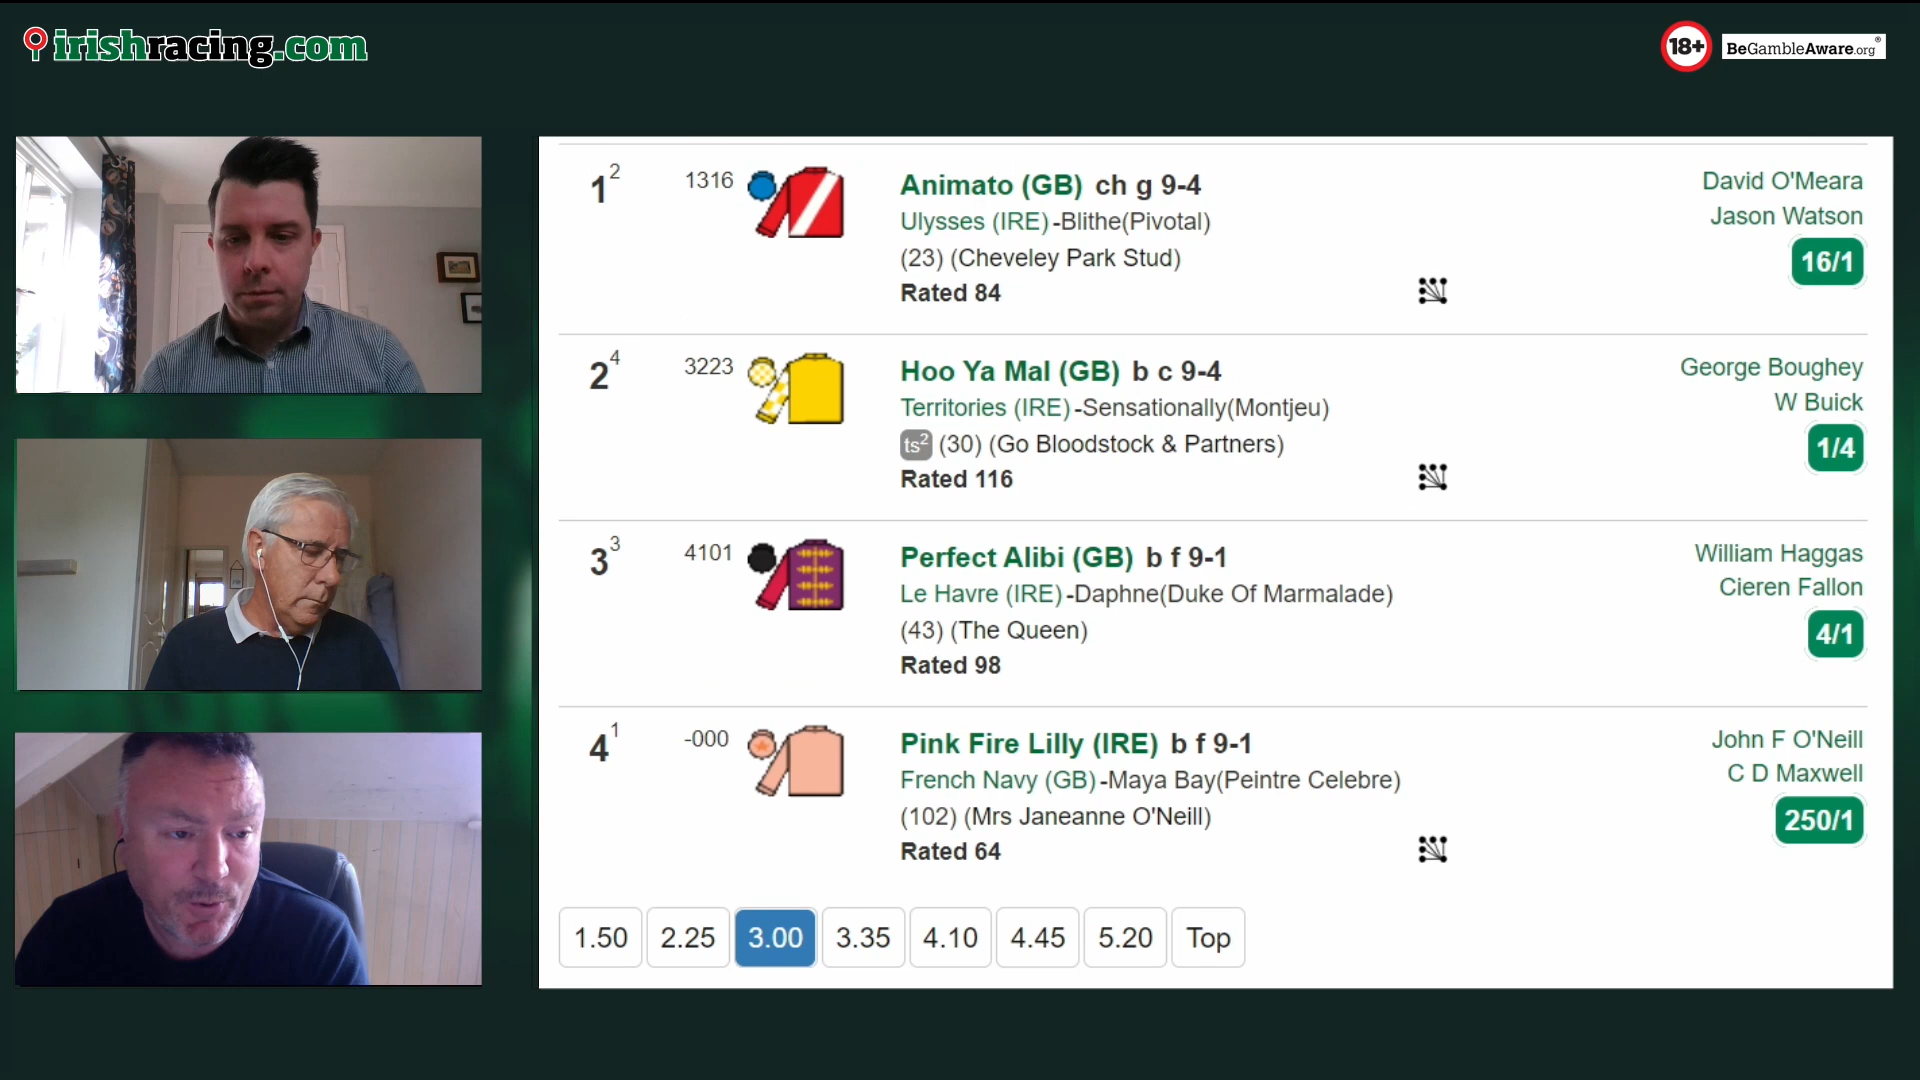 irishracing.com
18+
BeGambleAware.org®
1 2
1316
Animato (GB) ch g 9-4
Ulysses (IRE)-Blithe(Pivotal)
(23) (Cheveley Park Stud)
Rated 84
David O'Meara
Jason Watson
16/1
2 4
3223
Hoo Ya Mal (GB) b c 9-4
Territories (IRE)-Sensationally(Montjeu)
ts2 (30) (Go Bloodstock & Partners)
Rated 116
George Boughey
W Buick
1/4
3 3
4101
Perfect Alibi (GB) b f 9-1
Le Havre (IRE)-Daphne(Duke Of Marmalade)
(43) (The Queen)
Rated 98
William Haggas
Cieren Fallon
4/1
4 1
-000
Pink Fire Lilly (IRE) b f 9-1
French Navy (GB)-Maya Bay(Peintre Celebre)
(102) (Mrs Janeanne O'Neill)
Rated 64
John F O'Neill
C D Maxwell
250/1
1.50 2.25 3.00 3.35 4.10 4.45 5.20 Top